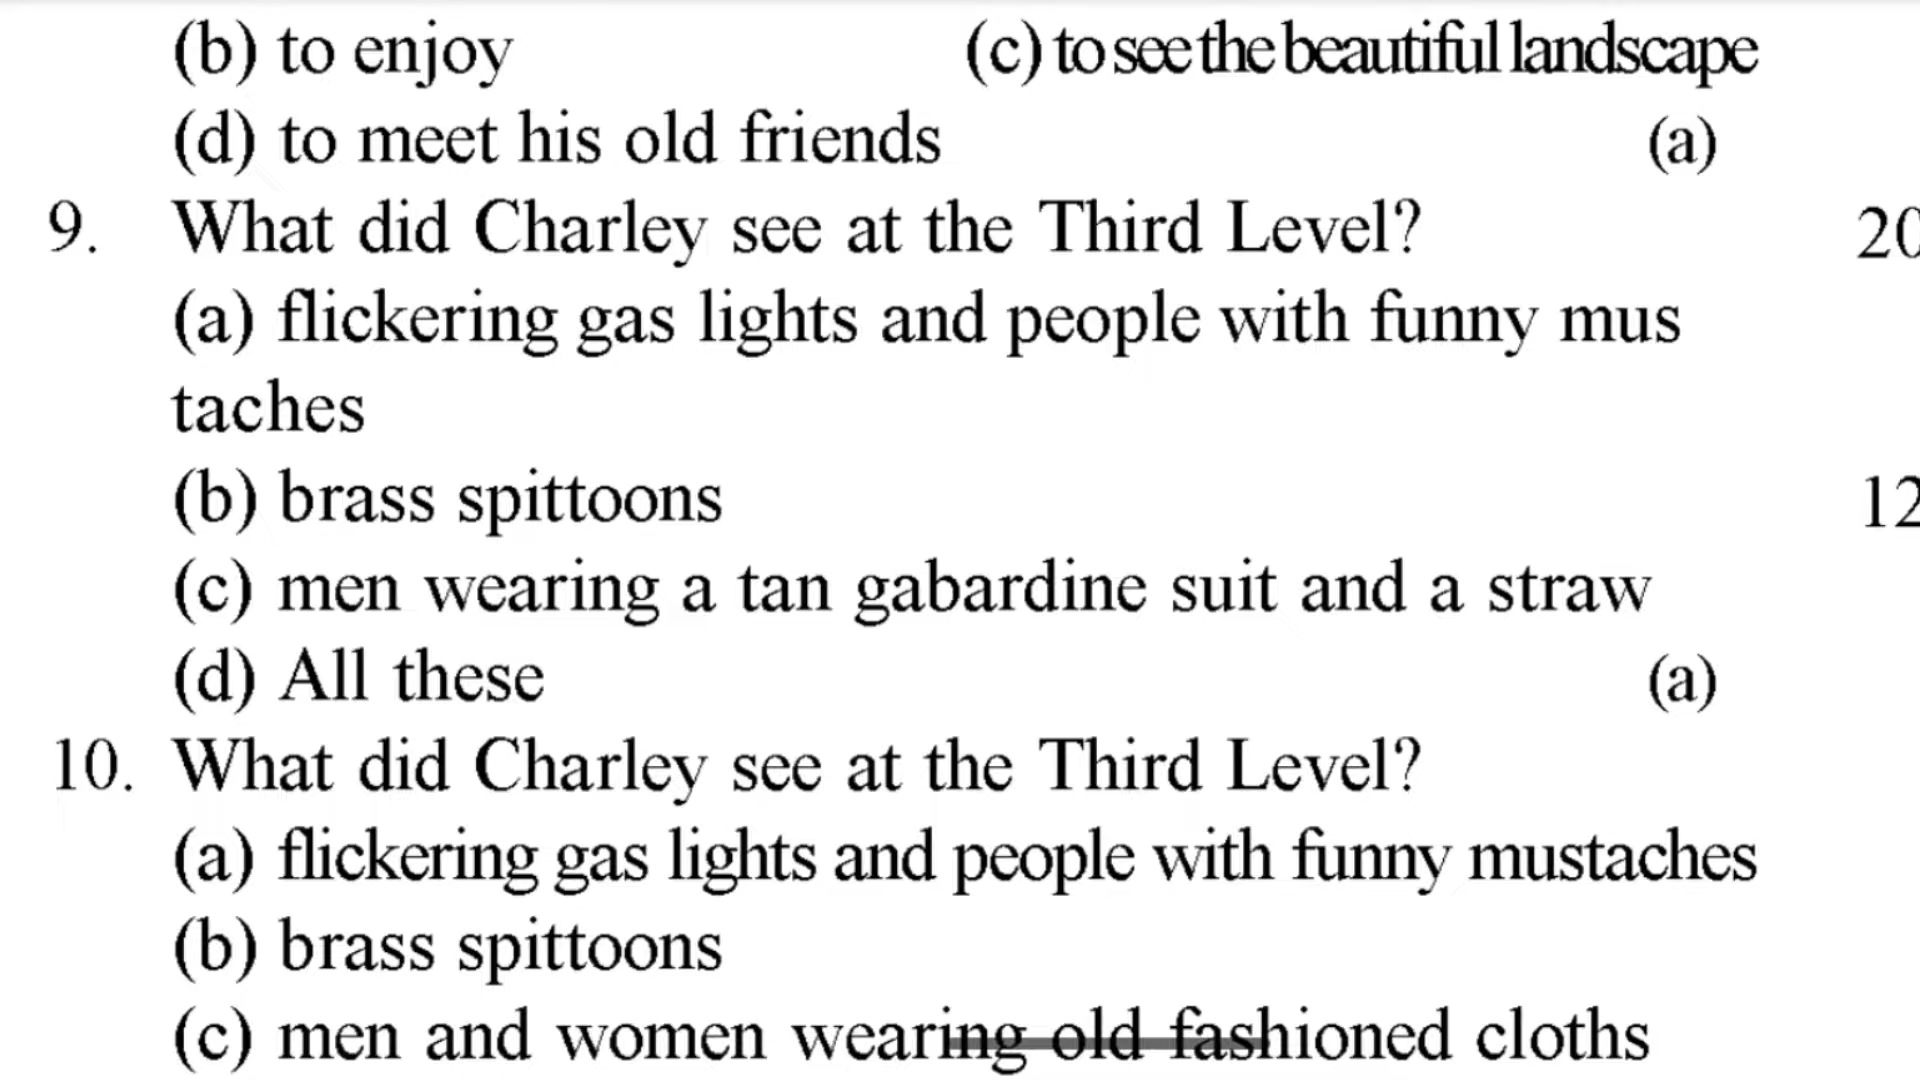 (b) to enjoy (c) to see the beautiful landscape
(d) to meet his old friends (a)
9. What did Charley see at the Third Level? 20
(a) flickering gas lights and people with funny mus
taches
(b) brass spittoons 12
(c) men wearing a tan gabardine suit and a straw
(d) All these (a)
10. What did Charley see at the Third Level?
(a) flickering gas lights and people with funny mustaches
(b) brass spittoons
(c) men and women wearing old fashioned cloths